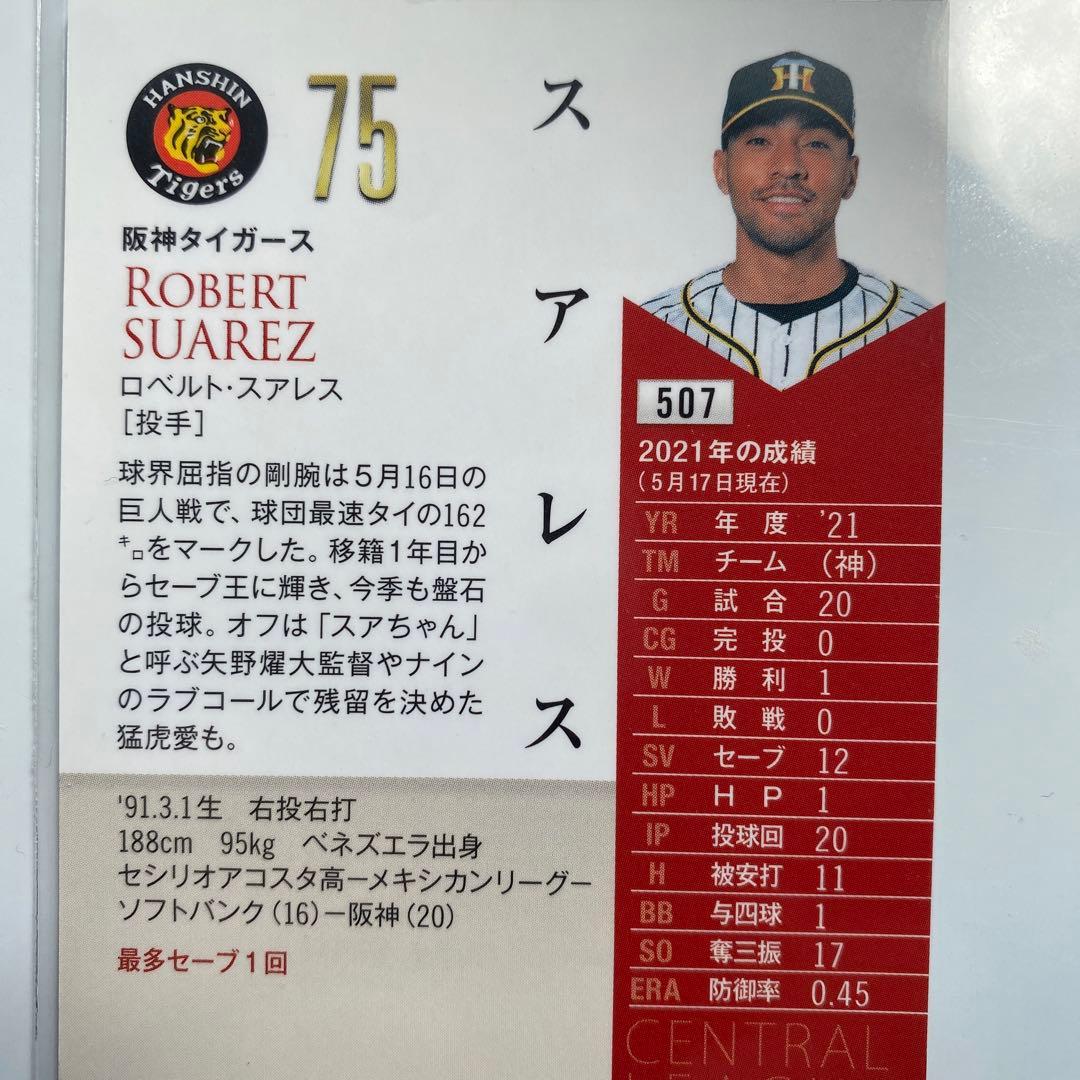 HANSHIN
Tigers
75
阪神タイガース
ROBERT
SUAREZ
ロベルト・スアレス
［投手］
スアレス
球界屈指の剛腕は5月16日の
巨人戦で、球団最速タイの162
㌔をマークした。移籍1年目か
らセーブ王に輝き、今季も盤石
の投球。オフは「スアちゃん」
と呼ぶ矢野燿大監督やナイン
のラブコールで残留を決めた
猛虎愛も。
'91.3.1生　右投右打
188cm　95kg　ベネズエラ出身
セシリオアコスタ高ーメキシカンリーグー
ソフトバンク（16）ー阪神（20）
最多セーブ1回
TH
507
2021年の成績
（5月17日現在）
YR 年度 '21
TM チーム （神）
G 試合 20
CG 完投 0
W 勝利 1
L 敗戦 0
SV セーブ 12
HP HP 1
IP 投球回 20
H 被安打 11
BB 与四球 1
SO 奪三振 17
ERA 防御率 0.45
CENTRAL
LEAG